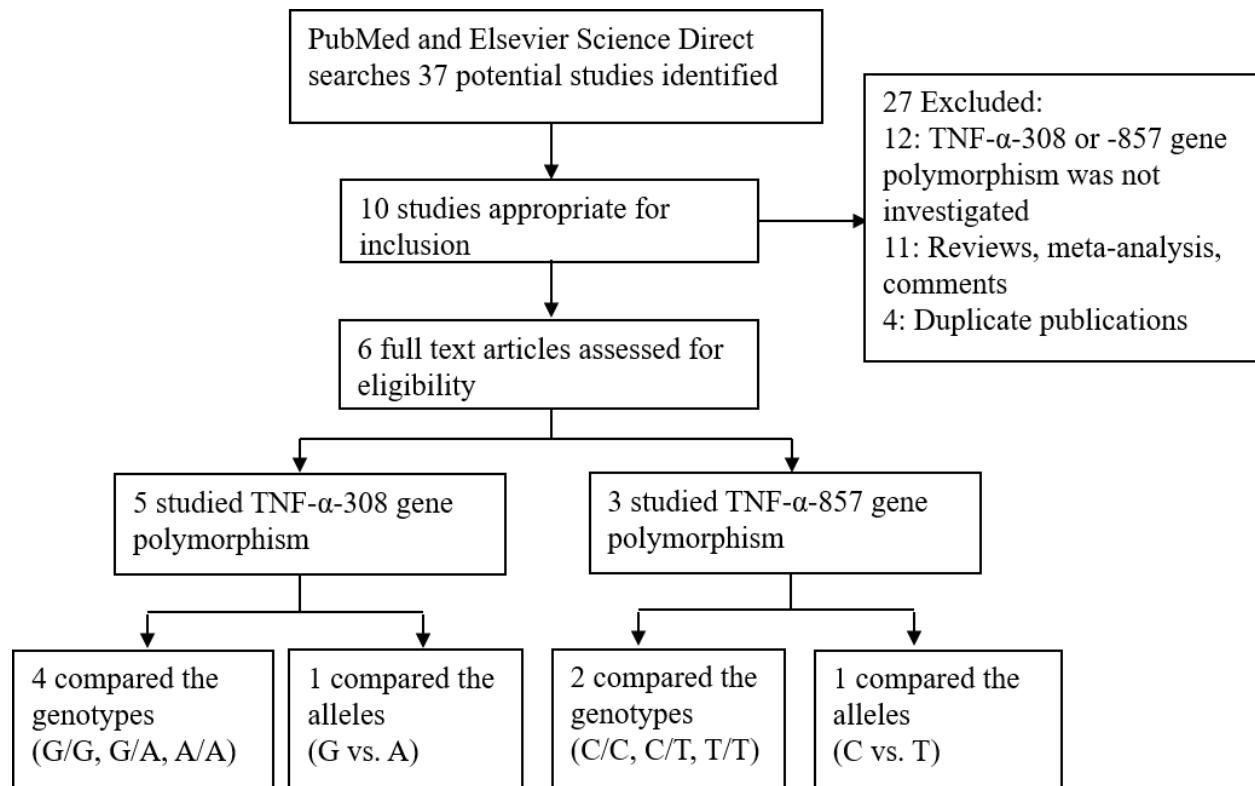 PubMed and Elsevier Science Direct
searches 37 potential studies identified
27 Excluded:
12: TNF-α-308 or -857 gene
polymorphism was not
investigated
11: Reviews, meta-analysis,
comments
4: Duplicate publications
10 studies appropriate for
inclusion
6 full text articles assessed for
eligibility
5 studied TNF-α-308 gene
polymorphism
3 studied TNF-α-857 gene
polymorphism
4 compared the
genotypes
(G/G, G/A, A/A)
1 compared the
alleles
(G vs. A)
2 compared the
genotypes
(C/C, C/T, T/T)
1 compared the
alleles
(C vs. T)